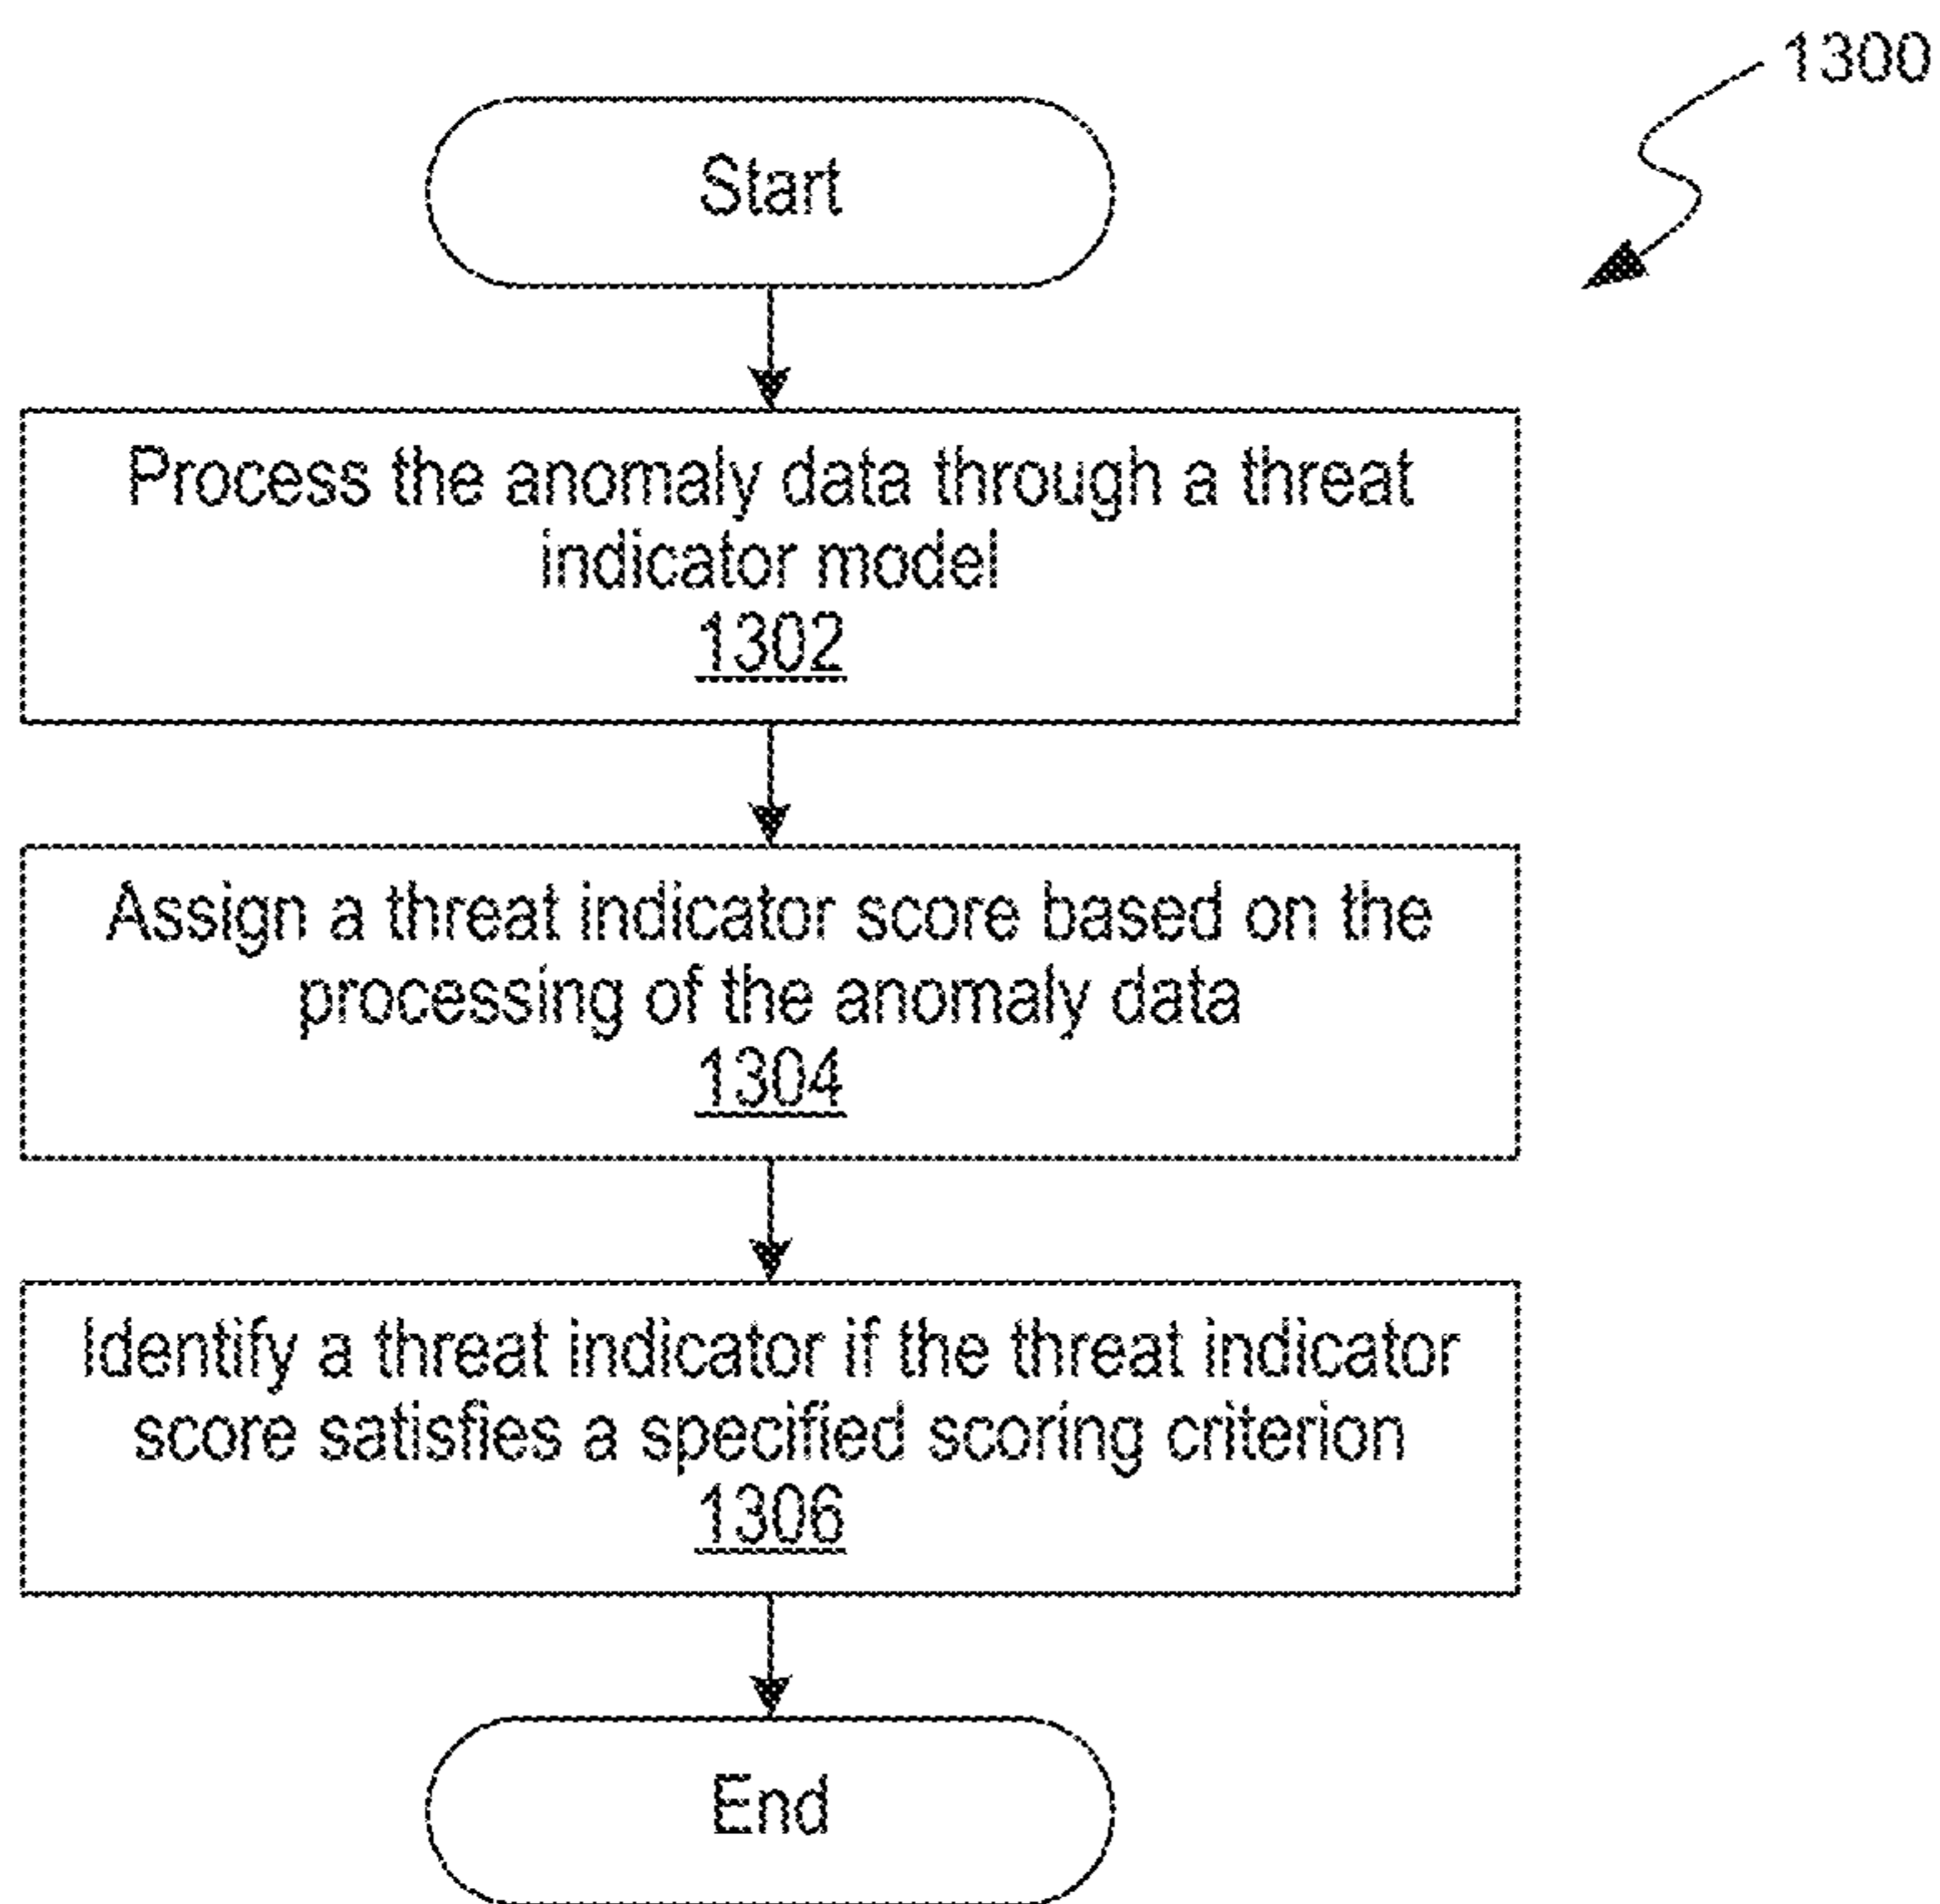 1300
Start
Process the anomaly data through a threat
indicator model
1302
Assign a threat indicator score based on the
processing of the anomaly data
1304
Identify a threat indicator if the threat indicator
score satisfies a specified scoring criterion
1306
End